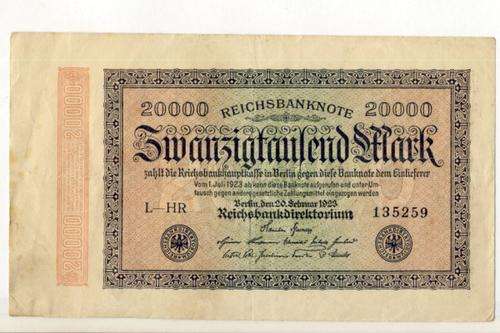 20000 REICHSBANKNOTE 20000
Zwanzigtausend Mark
zahlt die Reichsbankhauptkasse in Berlin gegen diese Banknote dem Einlieferer
Vom 1. Juli 1923 ab kann diese Banknote aufgerufen und unter Um-
tausch gegen andere gesetzliche Zahlungsmittel eingezogen werden
Berlin, den 20. Februar 1923
L-HR Reichsbankdirektorium 135259
20000
20000